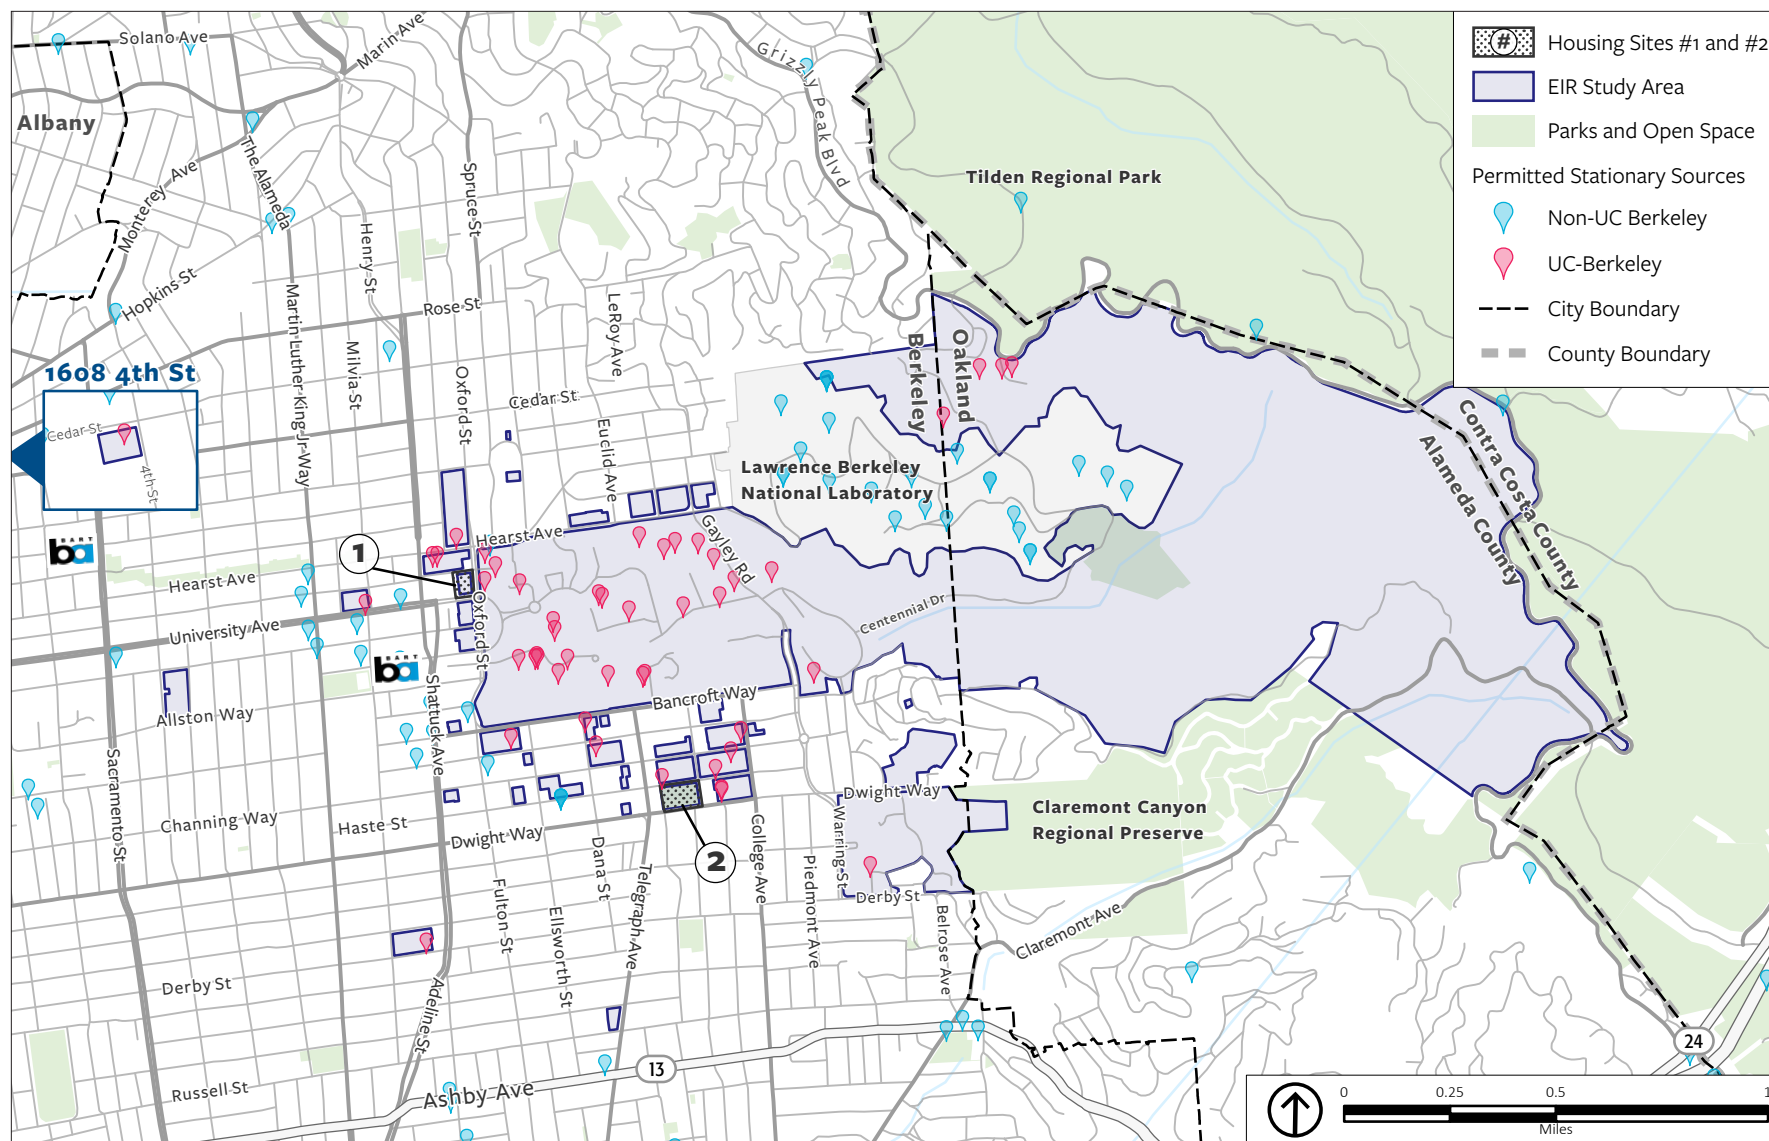 Solano Ave
Marin Ave
Grizzly Peak Blvd
Albany
The Alameda
Monterey Ave
Spruce St
Henry St
Hopkins St
Rose St
LeRoy Ave
Martin Luther King Jr Way
Milvia St
Oxford St
Cedar St
Euclid Ave
1608 4th St
Cedar St
4th St
Tilden Regional Park
Berkeley
Oakland
Lawrence Berkeley
National Laboratory
Contra Costa County
Alameda County
BART
ba
1
Hearst Ave
Hearst Ave
Gayley Rd
Oxford St
University Ave
Centennial Dr
BART
ba
Shattuck Ave
Bancroft Way
Allston Way
Sacramento St
Channing Way
Haste St
Dwight Way
Dwight Way
2
Claremont Canyon
Regional Preserve
Warring St
College Ave
Dana St
Telegraph Ave
Piedmont Ave
Fulton St
Ellsworth St
Derby St
Belrose Ave
Claremont Ave
Derby St
Adeline St
Russell St
Ashby Ave
13
24
#
Housing Sites #1 and #2
EIR Study Area
Parks and Open Space
Permitted Stationary Sources
Non-UC Berkeley
UC-Berkeley
City Boundary
County Boundary
0
0.25
0.5
1
Miles